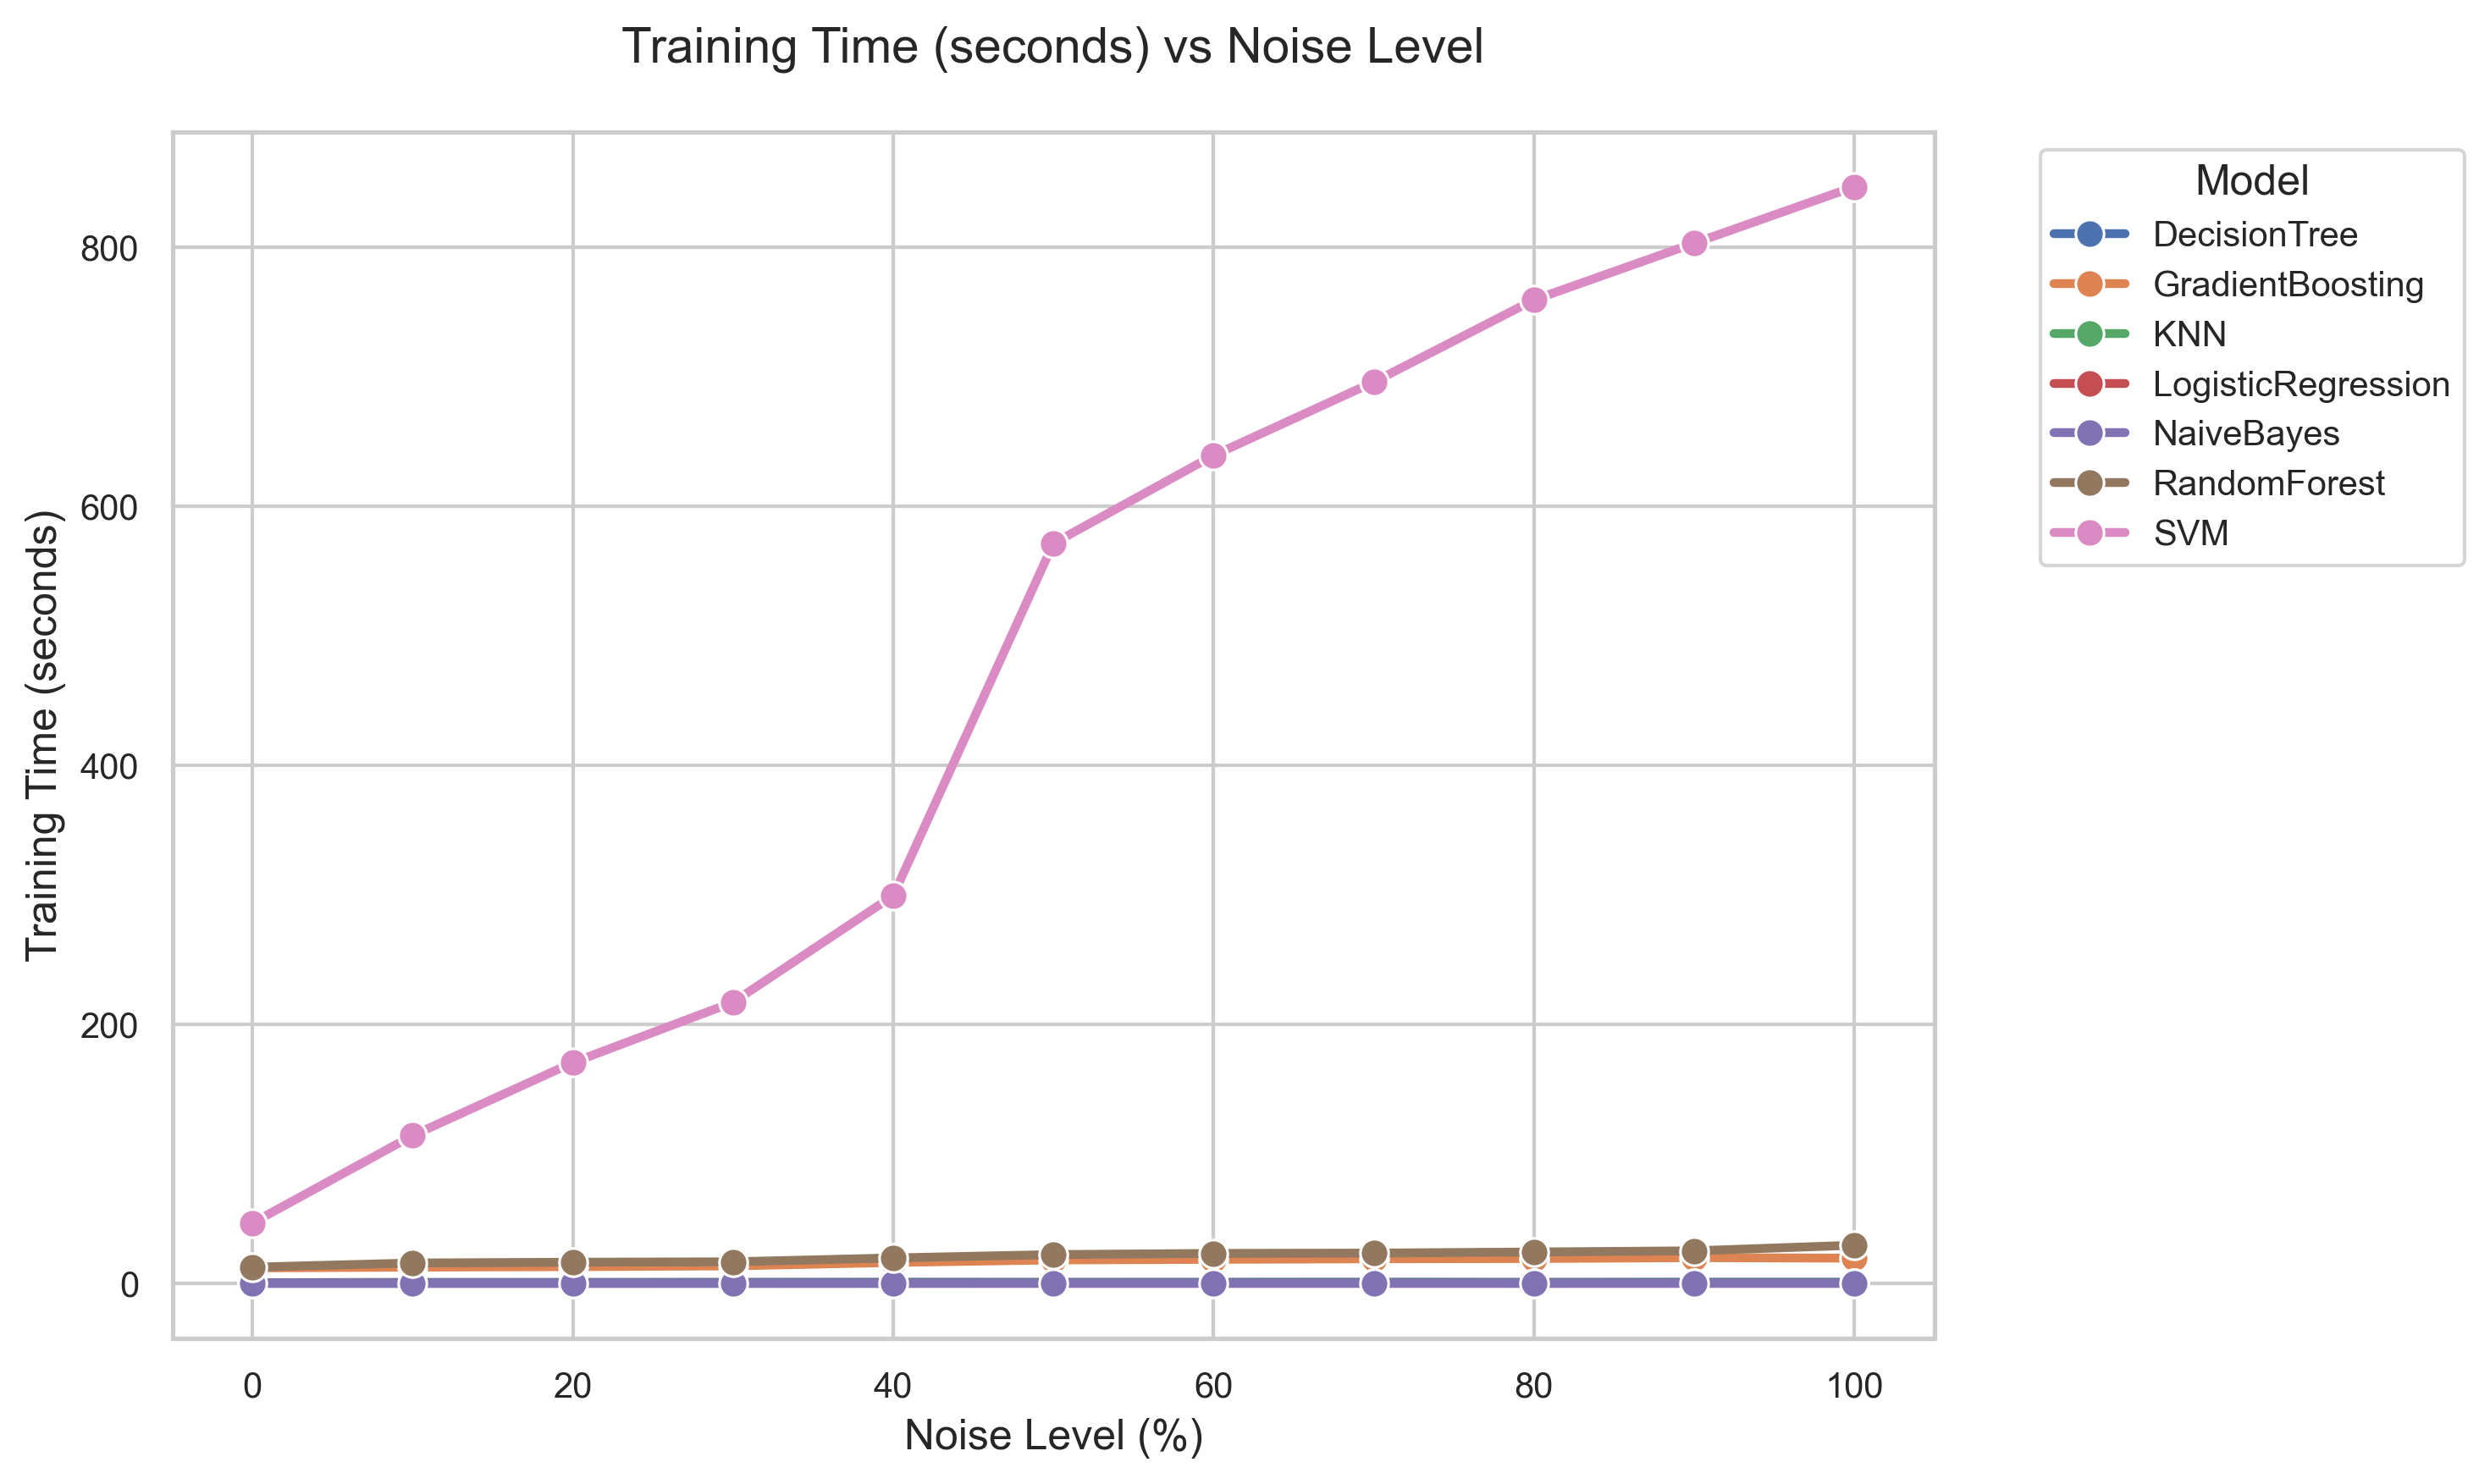 Training Time (seconds) vs Noise Level
Training Time (seconds)
800
600
400
200
0
0
20
40
60
80
100
Noise Level (%)
Model
DecisionTree
GradientBoosting
KNN
LogisticRegression
NaiveBayes
RandomForest
SVM